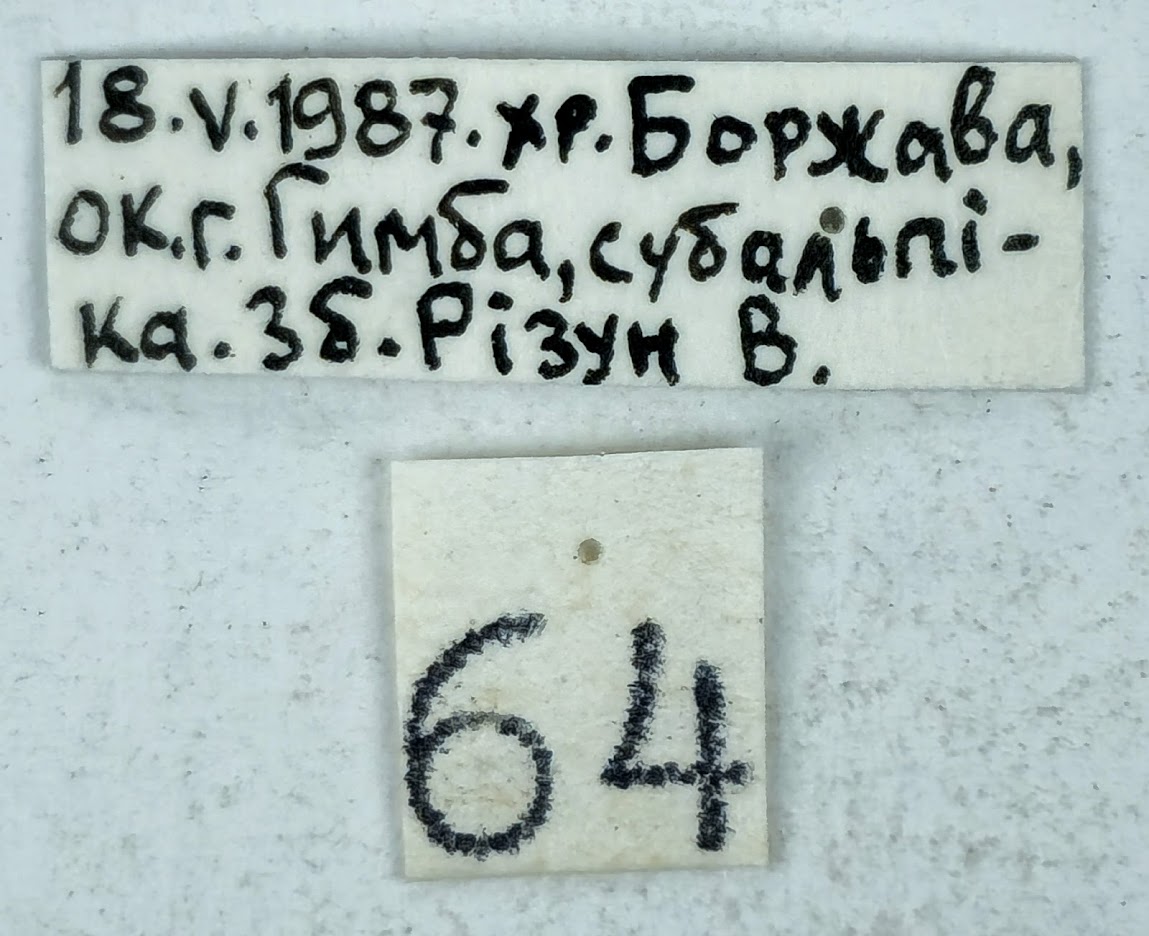 18.V.1987. хр. Боржава,
ок.г. Гимба, субальпі-
ка. Зб. Різун В.
64